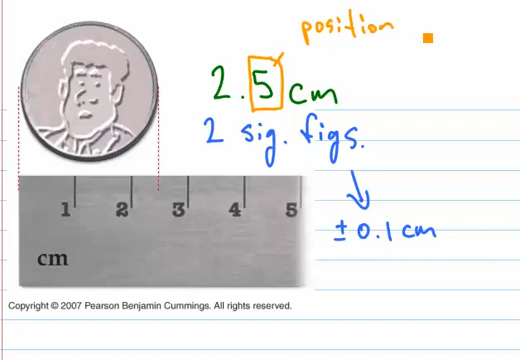 position
2.5 cm
2 sig. figs.
± 0.1 cm
1 2 3 4 5
cm
Copyright © 2007 Pearson Benjamin Cummings. All rights reserved.